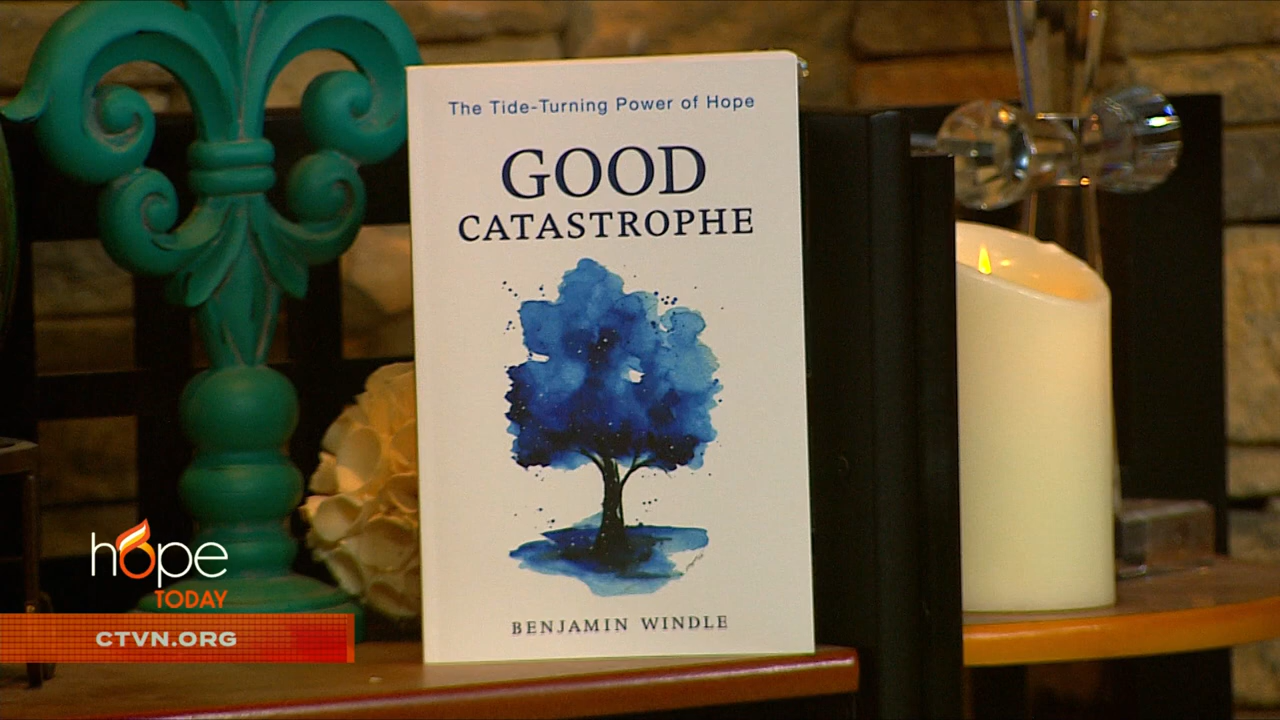 The Tide-Turning Power of Hope
GOOD
CATASTROPHE
BENJAMIN WINDLE
hope
TODAY
CTVN.ORG